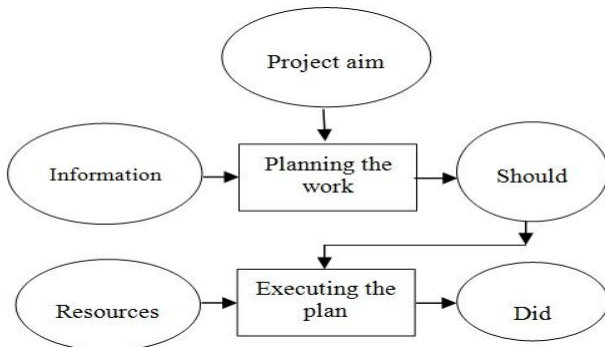 Project aim
Information
Planning the
work
Should
Resources
Executing the
plan
Did